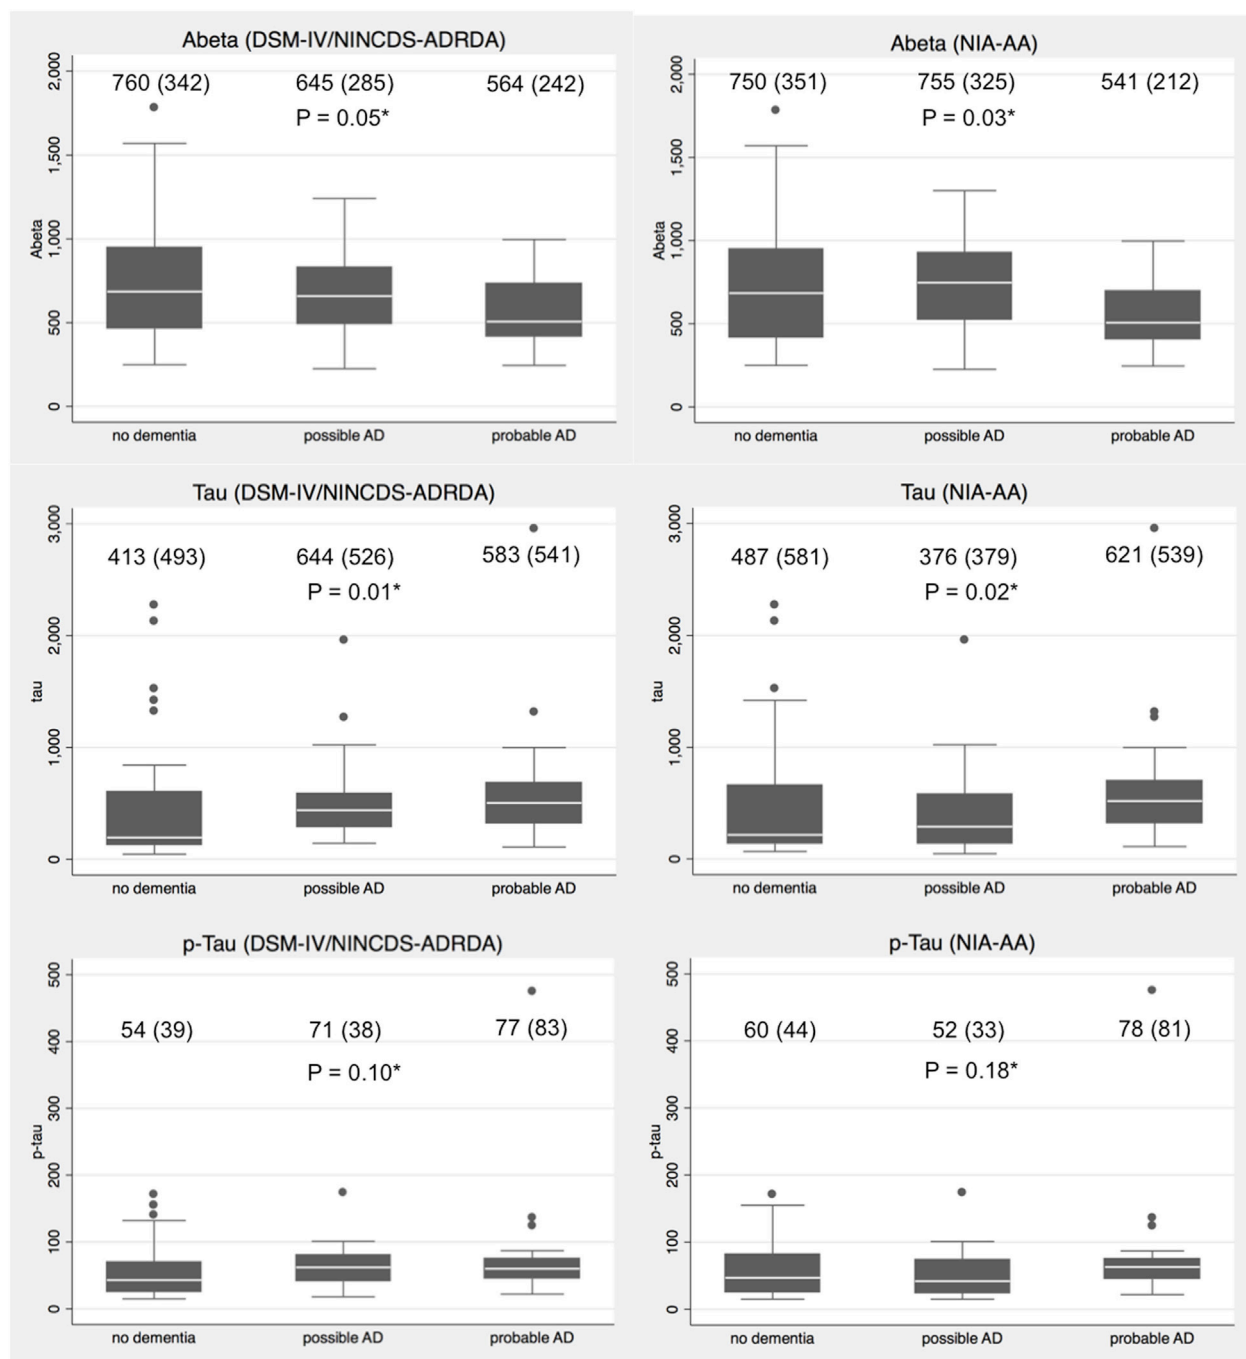 Abeta (DSM-IV/NINCDS-ADRDA)
2,000
760 (342) 645 (285) 564 (242)
P = 0.05*
1,500
Abeta
1,000
500
0
no dementia possible AD probable AD
Abeta (NIA-AA)
2,000
750 (351) 755 (325) 541 (212)
P = 0.03*
1,500
Abeta
1,000
500
0
no dementia possible AD probable AD
Tau (DSM-IV/NINCDS-ADRDA)
3,000
413 (493) 644 (526) 583 (541)
P = 0.01*
2,000
tau
1,000
0
no dementia possible AD probable AD
Tau (NIA-AA)
3,000
487 (581) 376 (379) 621 (539)
P = 0.02*
2,000
tau
1,000
0
no dementia possible AD probable AD
p-Tau (DSM-IV/NINCDS-ADRDA)
500
54 (39) 71 (38) 77 (83)
400
P = 0.10*
300
p-tau
200
100
0
no dementia possible AD probable AD
p-Tau (NIA-AA)
500
60 (44) 52 (33) 78 (81)
400
P = 0.18*
300
p-tau
200
100
0
no dementia possible AD probable AD